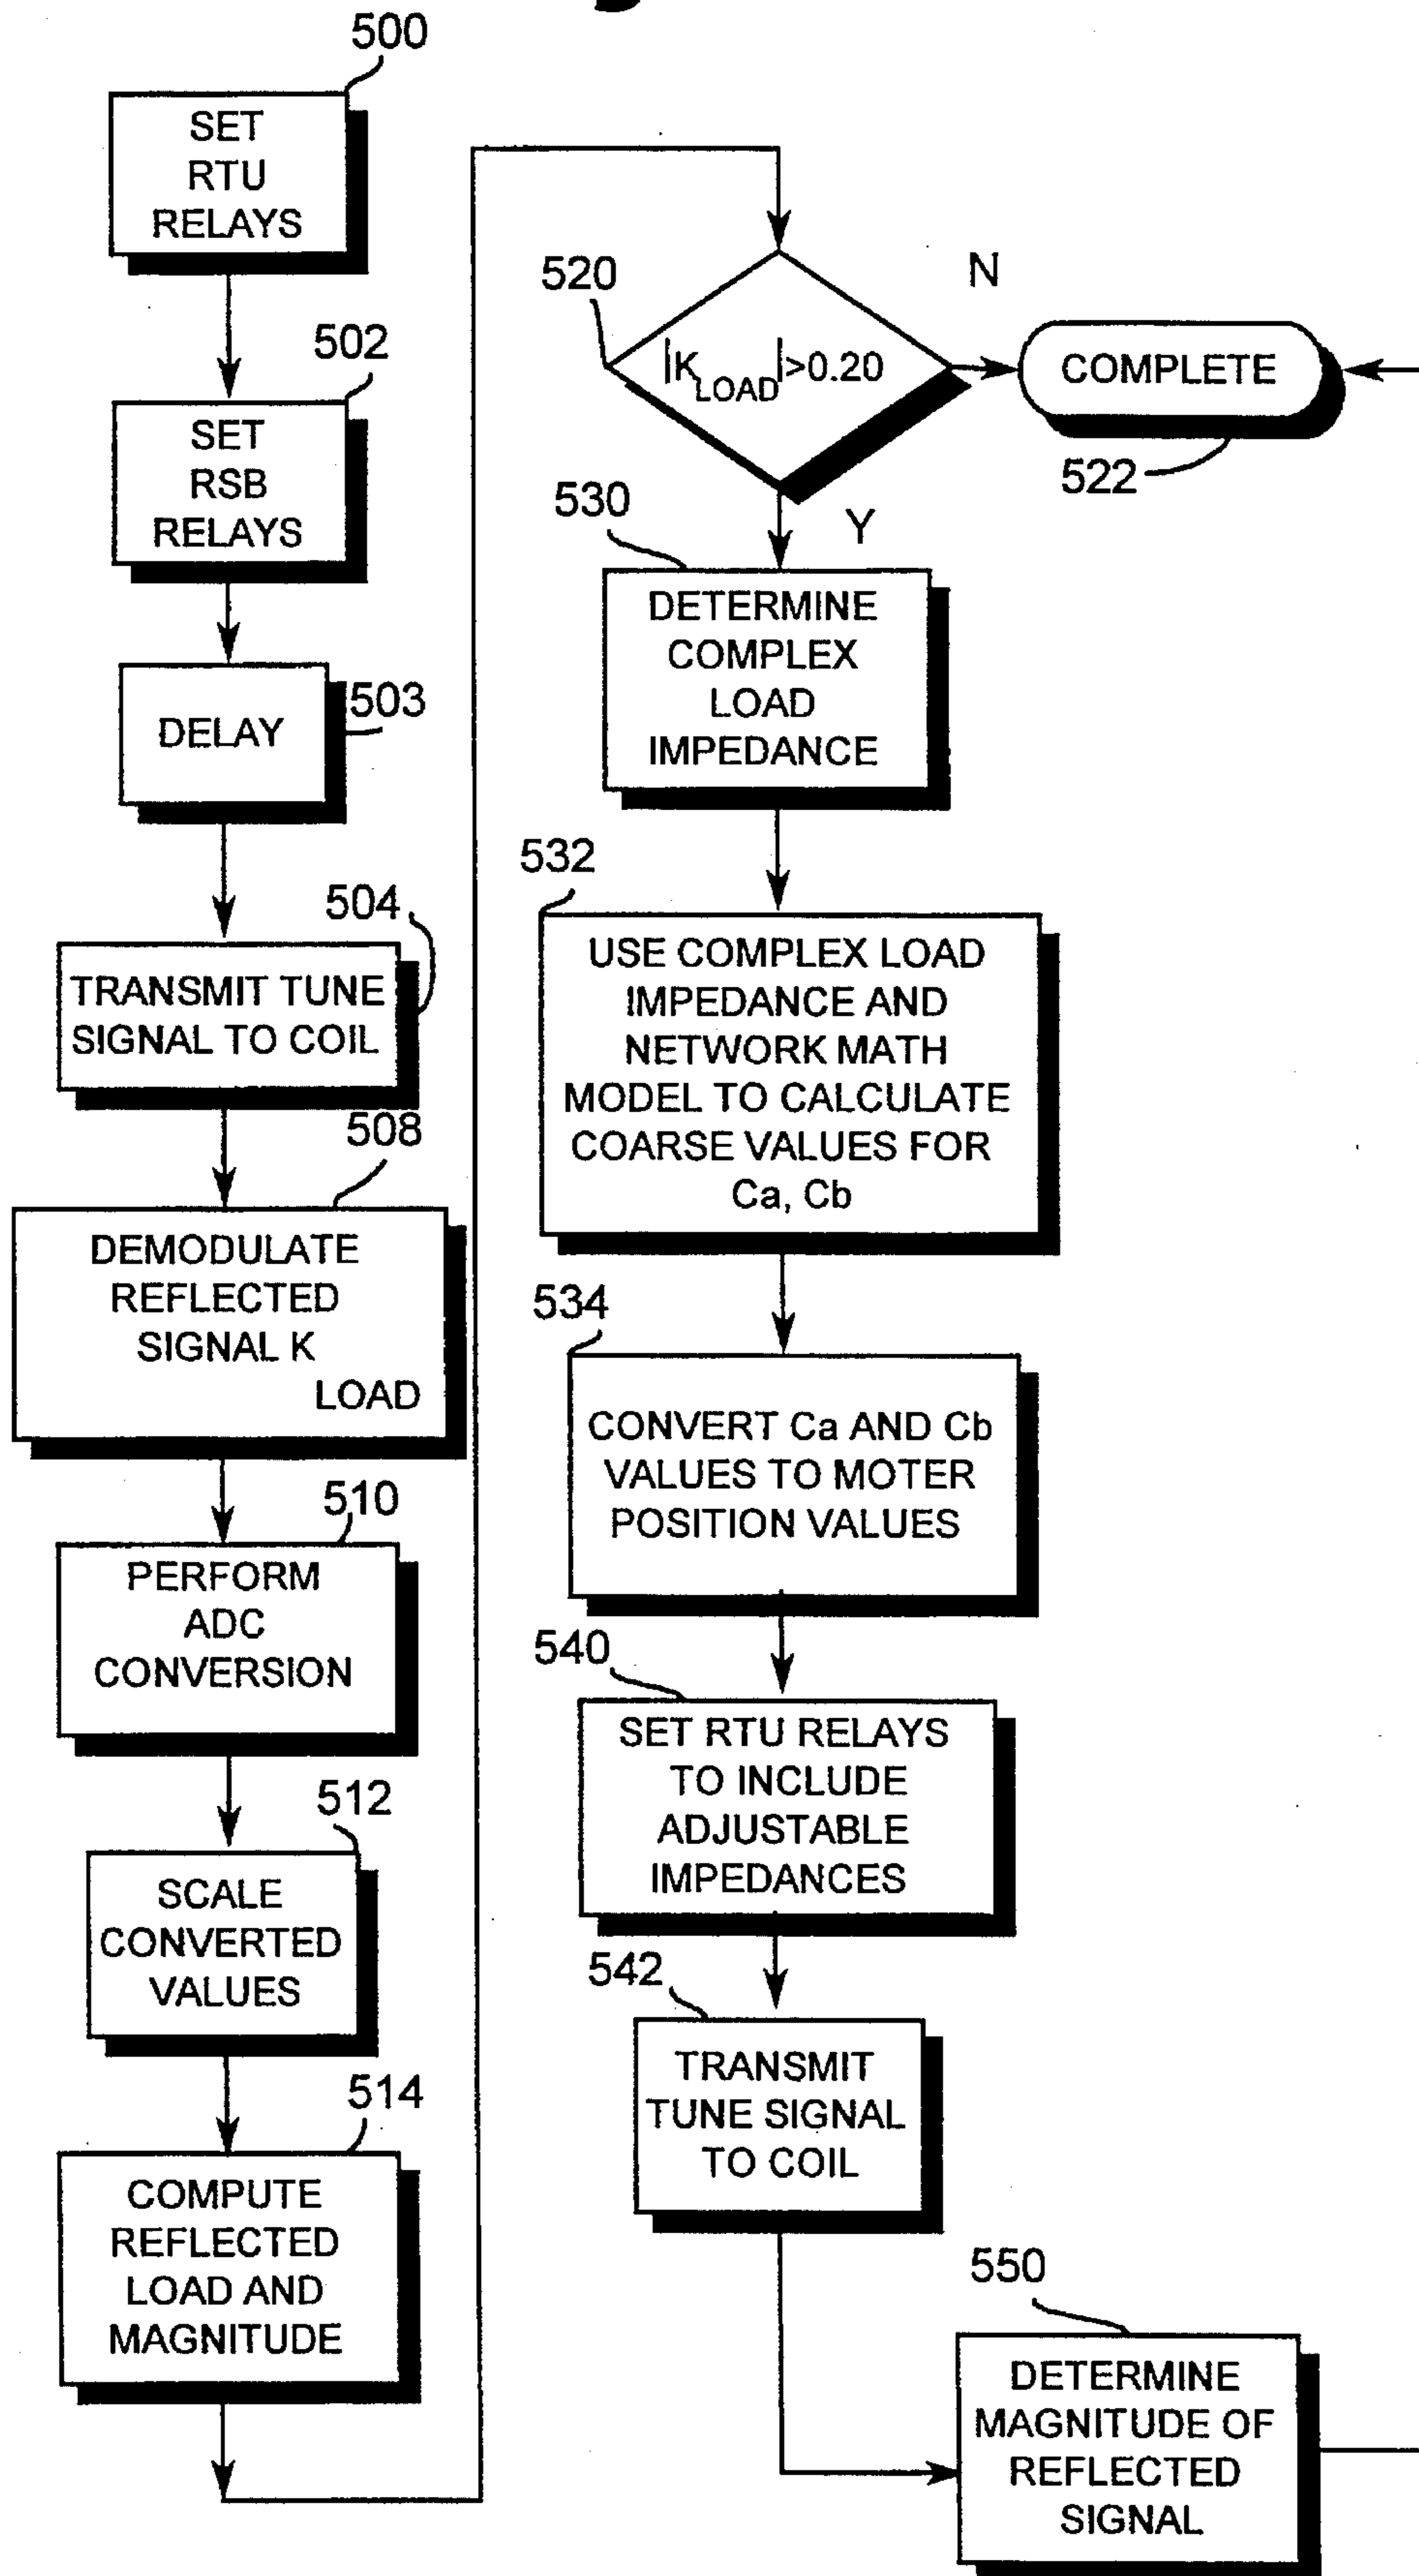 500
SET
RTU
RELAYS
502
SET
RSB
RELAYS
503
DELAY
504
TRANSMIT TUNE
SIGNAL TO COIL
508
DEMODULATE
REFLECTED
SIGNAL K
LOAD
510
PERFORM
ADC
CONVERSION
512
SCALE
CONVERTED
VALUES
514
COMPUTE
REFLECTED
LOAD AND
MAGNITUDE
520
|K LOAD|>0.20
N
COMPLETE
522
Y
530
DETERMINE
COMPLEX
LOAD
IMPEDANCE
532
USE COMPLEX LOAD
IMPEDANCE AND
NETWORK MATH
MODEL TO CALCULATE
COARSE VALUES FOR
Ca, Cb
534
CONVERT Ca AND Cb
VALUES TO MOTER
POSITION VALUES
540
SET RTU RELAYS
TO INCLUDE
ADJUSTABLE
IMPEDANCES
542
TRANSMIT
TUNE SIGNAL
TO COIL
550
DETERMINE
MAGNITUDE OF
REFLECTED
SIGNAL